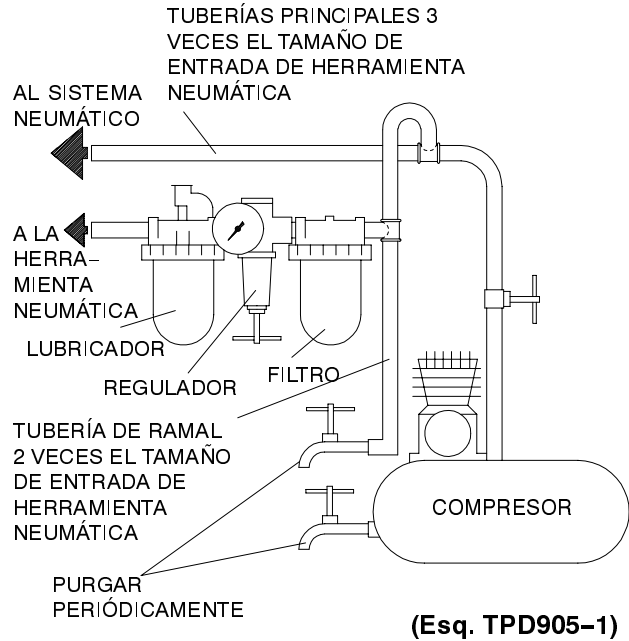 TUBERÍAS PRINCIPALES 3
VECES EL TAMAÑO DE
ENTRADA DE HERRAMIENTA
NEUMÁTICA
AL SISTEMA
NEUMÁTICO
A LA
HERRA–
MIENTA
NEUMÁTICA
LUBRICADOR
REGULADOR
FILTRO
TUBERÍA DE RAMAL
2 VECES EL TAMAÑO
DE ENTRADA DE
HERRAMIENTA
NEUMÁTICA
COMPRESOR
PURGAR
PERIÓDICAMENTE
(Esq. TPD905–1)